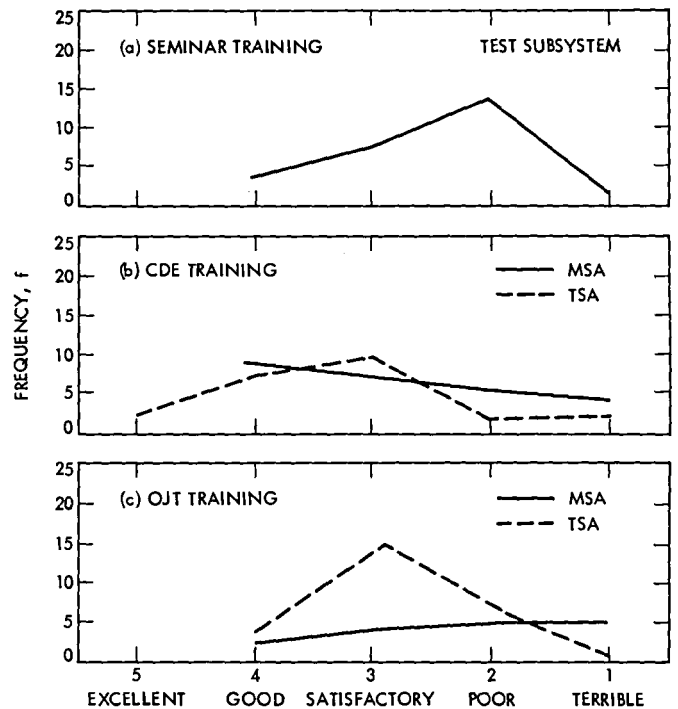 25
(a) SEMINAR TRAINING TEST SUBSYSTEM
20
15
10
5
0
25
(b) CDE TRAINING MSA
20
TSA
15
10
5
0
FREQUENCY, f
25
(c) OJT TRAINING MSA
20
TSA
15
10
5
0
5 4 3 2 1
EXCELLENT GOOD SATISFACTORY POOR TERRIBLE